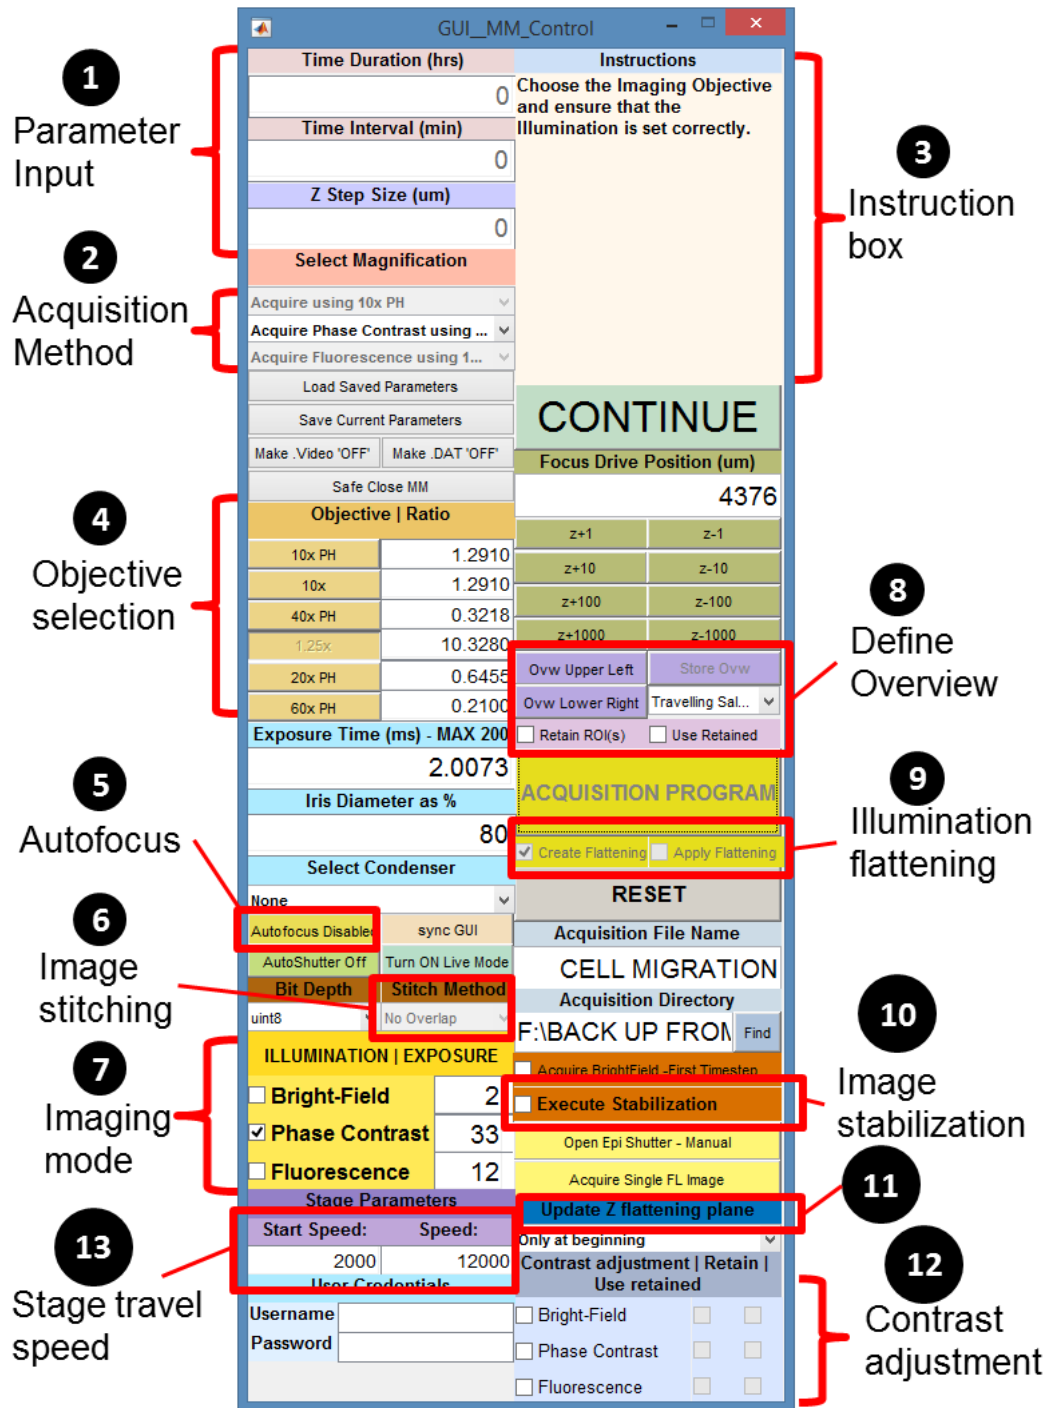 GUI__MM_Control
1
Parameter
Input
2
Acquisition
Method
4
Objective
selection
5
Autofocus
6
Image
stitching
7
Imaging
mode
13
Stage travel
speed
Time Duration (hrs)
0
Time Interval (min)
0
Z Step Size (um)
0
Select Magnification
Acquire using 10x PH
Acquire Phase Contrast using ...
Acquire Fluorescence using 1...
Load Saved Parameters
Save Current Parameters
Make .Video 'OFF' Make .DAT 'OFF'
Safe Close MM
Objective | Ratio
10x PH 1.2910
10x 1.2910
40x PH 0.3218
1.25x 10.3280
20x PH 0.6455
60x PH 0.2100
Exposure Time (ms) - MAX 200
2.0073
Iris Diameter as %
80
Select Condenser
None
Autofocus Disabled sync GUI
AutoShutter Off Turn ON Live Mode
Bit Depth Stitch Method
uint8 No Overlap
ILLUMINATION | EXPOSURE
Bright-Field 2
Phase Contrast 33
Fluorescence 12
Stage Parameters
Start Speed: Speed:
2000 12000
User Credentials
Username
Password
Instructions
Choose the Imaging Objective
and ensure that the
Illumination is set correctly.
CONTINUE
Focus Drive Position (um)
4376
z+1 z-1
z+10 z-10
z+100 z-100
z+1000 z-1000
Ovw Upper Left Store Ovw
Ovw Lower Right Travelling Sal...
Retain ROI(s) Use Retained
ACQUISITION PROGRAM
Create Flattening Apply Flattening
RESET
Acquisition File Name
CELL MIGRATION
Acquisition Directory
F:\BACK UP FROM Find
Acquire BrightField -First Timestep
Execute Stabilization
Open Epi Shutter - Manual
Acquire Single FL Image
Update Z flattening plane
Only at beginning
Contrast adjustment | Retain |
Use retained
Bright-Field
Phase Contrast
Fluorescence
3
Instruction
box
8
Define
Overview
9
Illumination
flattening
10
Image
stabilization
11
12
Contrast
adjustment